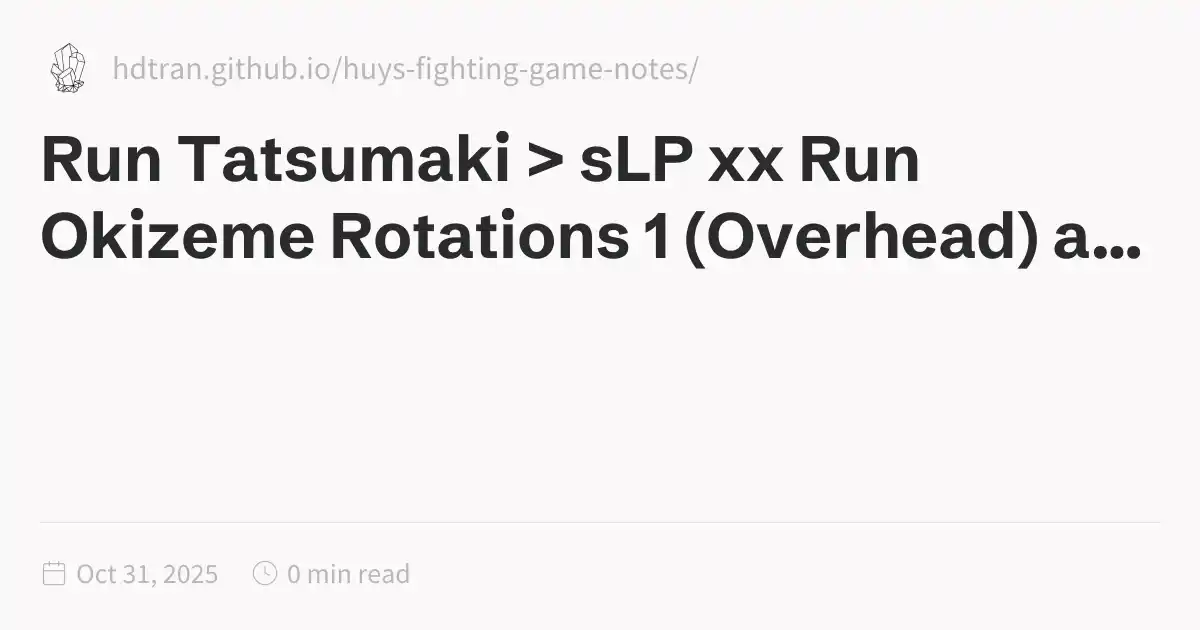 hdtran.github.io/huys-fighting-game-notes/
Run Tatsumaki > sLP xx Run
Okizeme Rotations 1 (Overhead) a...
Oct 31, 2025
0 min read